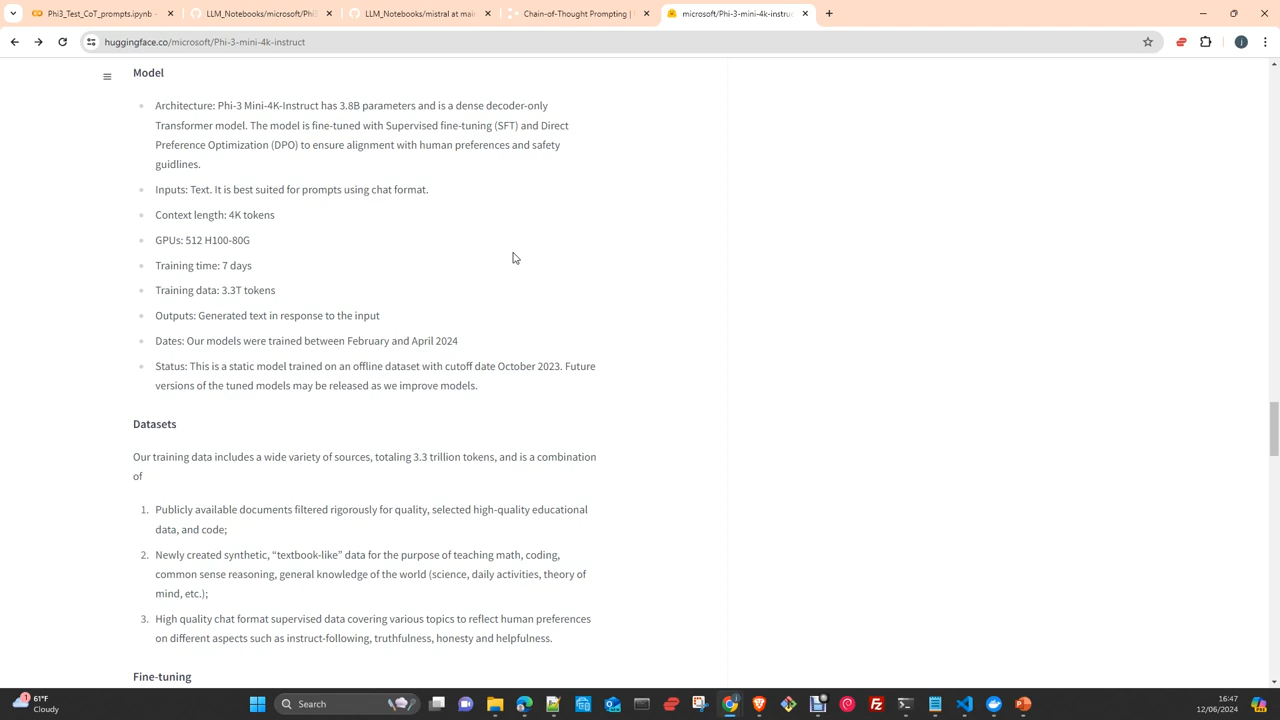 Phi3_Test_CoT_prompts.ipynb -
LLM_Notebooks/microsoft/Phi3
LLM_Notebooks/mistral at main
Chain-of-Thought Prompting |
microsoft/Phi-3-mini-4k-instruc
huggingface.co/microsoft/Phi-3-mini-4k-instruct
Model
Architecture: Phi-3 Mini-4K-Instruct has 3.8B parameters and is a dense decoder-only
Transformer model. The model is fine-tuned with Supervised fine-tuning (SFT) and Direct
Preference Optimization (DPO) to ensure alignment with human preferences and safety
guidlines.
Inputs: Text. It is best suited for prompts using chat format.
Context length: 4K tokens
GPUs: 512 H100-80G
Training time: 7 days
Training data: 3.3T tokens
Outputs: Generated text in response to the input
Dates: Our models were trained between February and April 2024
Status: This is a static model trained on an offline dataset with cutoff date October 2023. Future
versions of the tuned models may be released as we improve models.
Datasets
Our training data includes a wide variety of sources, totaling 3.3 trillion tokens, and is a combination
of
1. Publicly available documents filtered rigorously for quality, selected high-quality educational
data, and code;
2. Newly created synthetic, “textbook-like” data for the purpose of teaching math, coding,
common sense reasoning, general knowledge of the world (science, daily activities, theory of
mind, etc.);
3. High quality chat format supervised data covering various topics to reflect human preferences
on different aspects such as instruct-following, truthfulness, honesty and helpfulness.
Fine-tuning
61°F
Cloudy
Search
16:47
12/06/2024